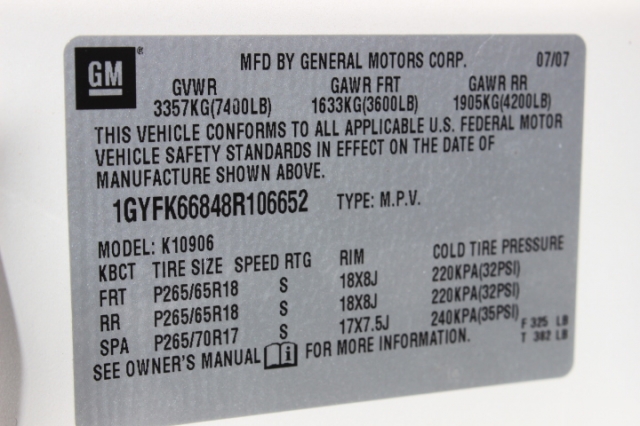 GM ® MFD BY GENERAL MOTORS CORP. 07/07
GVWR GAWR FRT GAWR RR
3357KG(7400LB) 1633KG(3600LB) 1905KG(4200LB)
THIS VEHICLE CONFORMS TO ALL APPLICABLE U.S. FEDERAL MOTOR
VEHICLE SAFETY STANDARDS IN EFFECT ON THE DATE OF
MANUFACTURE SHOWN ABOVE.
1GYFK66848R106652 TYPE: M.P.V.
MODEL: K10906
KBCT TIRE SIZE SPEED RTG RIM COLD TIRE PRESSURE
FRT P265/65R18 S 18X8J 220KPA(32PSI)
RR P265/65R18 S 18X8J 220KPA(32PSI)
SPA P265/70R17 S 17X7.5J 240KPA(35PSI) F 325 LB
T 382 LB
SEE OWNER'S MANUAL FOR MORE INFORMATION.